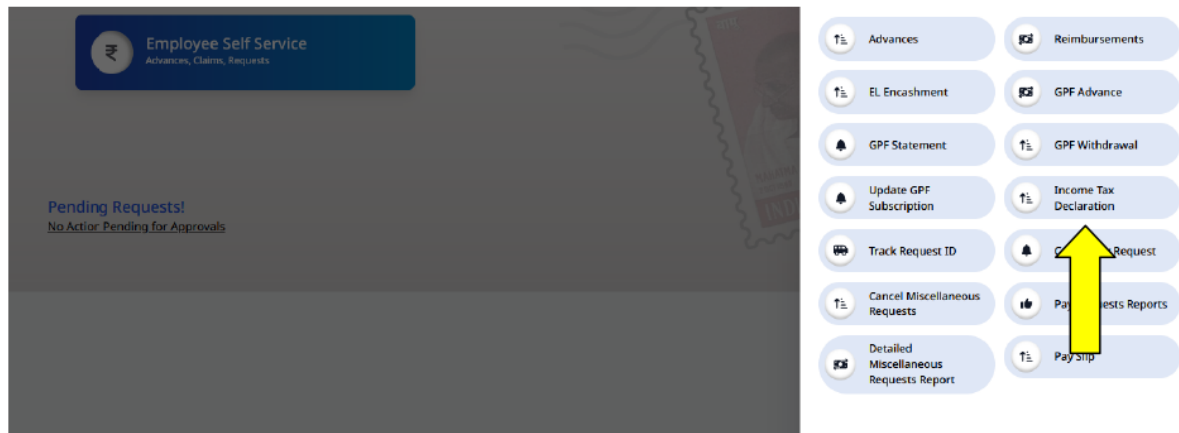 Employee Self Service
Advances, Claims, Requests
Pending Requests!
No Action Pending for Approvals
Advances
Reimbursements
EL Encashment
GPF Advance
GPF Statement
GPF Withdrawal
Update GPF
Subscription
Income Tax
Declaration
Track Request ID
Request
Cancel Miscellaneous
Requests
Reports
Detailed
Miscellaneous
Requests Report
Pay Slip